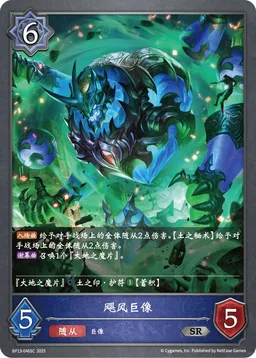 6
入场曲 给予对手战场上的全体随从2点伤害。【土之秘术】给予对
手战场上的全体随从2点伤害。
谢幕曲 召唤1个『大地之魔片』。
『大地之魔片』◇土之印·护符①【蓄积】
飓风巨像
5
随从
巨像
SR
5
BP13-046SC 2025
© Cygames, Inc. Published by NetEase Games